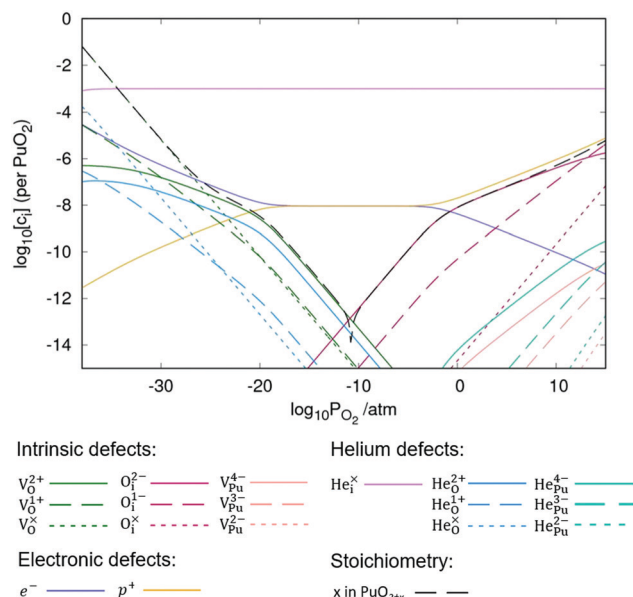 0
-2
-4
-6
-8
-10
-12
-14
log₁₀[cᵢ] (per PuO₂)
-30 -20 -10 0 10
log₁₀P_O₂ /atm
Intrinsic defects: Helium defects:
V_O^2+ O_i^2− V_Pu^4− He_i^× He_O^2+ He_Pu^4−
V_O^1+ O_i^1− V_Pu^3− He_O^1+ He_Pu^3−
V_O^× O_i^× V_Pu^2− He_O^× He_Pu^2−
Electronic defects: Stoichiometry:
e⁻ p⁺ x in